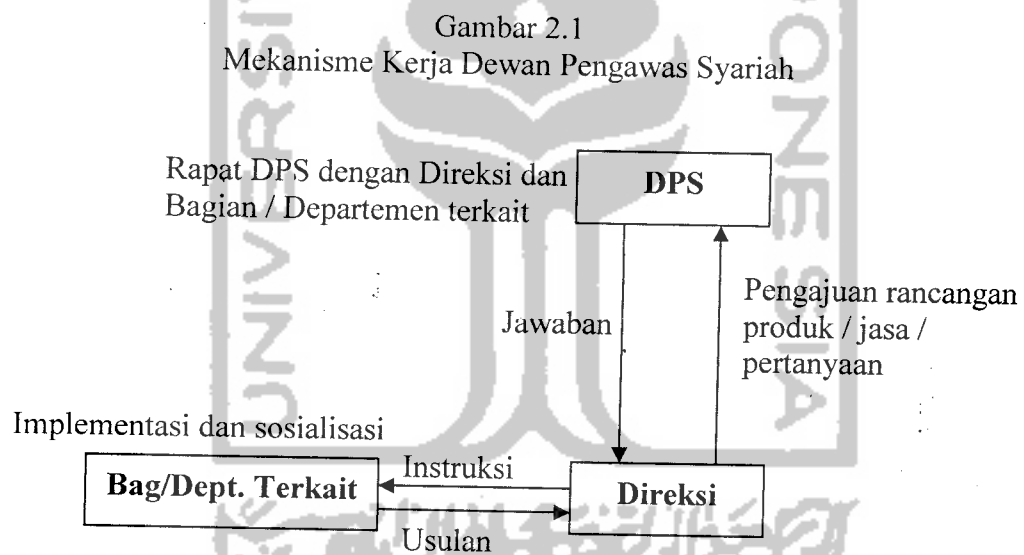 Gambar 2.1
Mekanisme Kerja Dewan Pengawas Syariah
Rapat DPS dengan Direksi dan
Bagian / Departemen terkait
DPS
Jawaban
Pengajuan rancangan
produk / jasa /
pertanyaan
Implementasi dan sosialisasi
Bag/Dept. Terkait
Instruksi
Usulan
Direksi